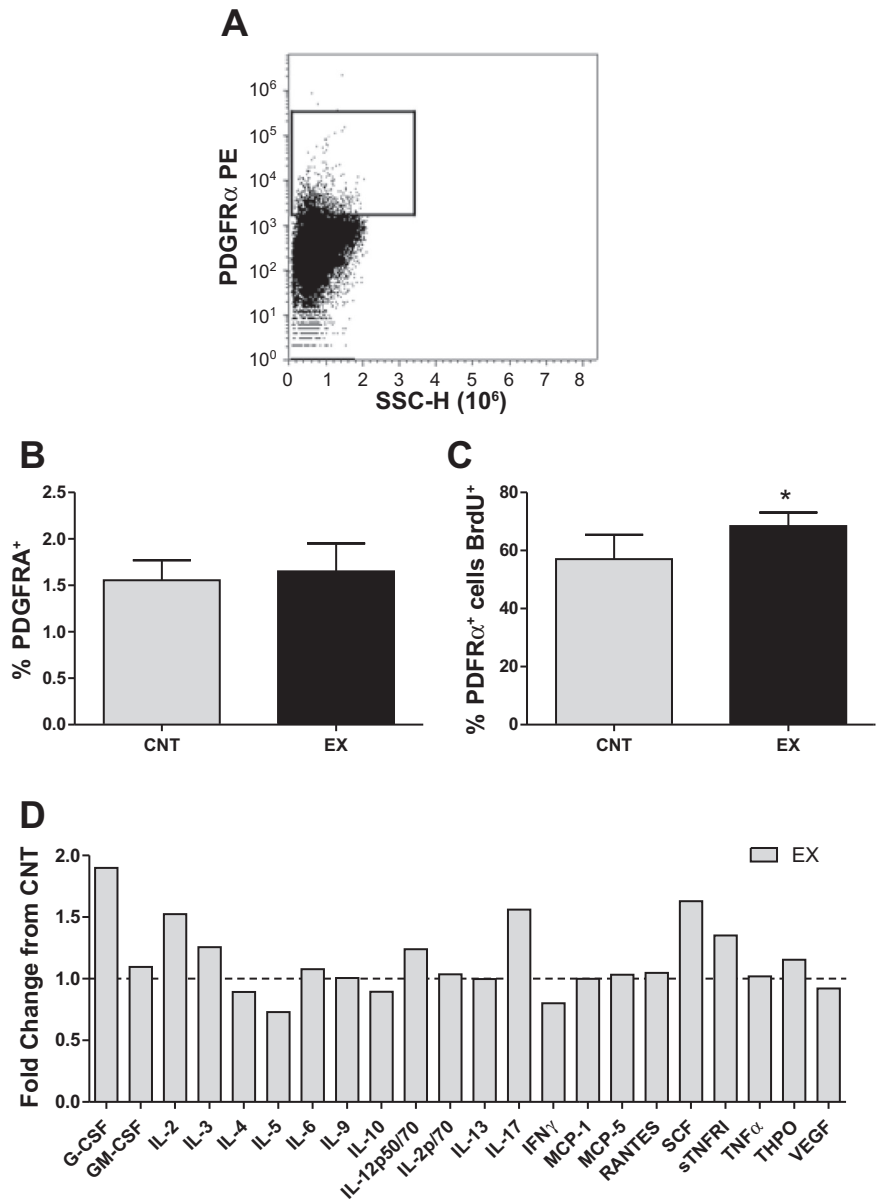 A
PDGFRα PE
10⁶
10⁵
10⁴
10³
10²
10¹
10⁰
0 1 2 3 4 5 6 7 8
SSC-H (10⁶)
B
% PDGFRA⁺
2.5
2.0
1.5
1.0
0.5
0.0
CNT EX
C
% PDFRα⁺ cells BrdU⁺
80
60
40
20
0
*
CNT EX
D
Fold Change from CNT
2.0
1.5
1.0
0.5
0.0
EX
G-CSF
GM-CSF
IL-2
IL-3
IL-4
IL-5
IL-6
IL-9
IL-10
IL-12p50/70
IL-2p/70
IL-13
IL-17
IFNγ
MCP-1
MCP-5
RANTES
SCF
sTNFRI
TNFα
THPO
VEGF